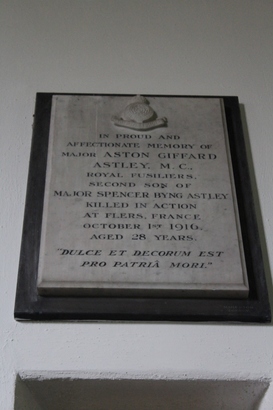 IN PROUD AND
AFFECTIONATE MEMORY OF
MAJOR ASTON GIFFARD
ASTLEY, M.C.,
ROYAL FUSILIERS,
SECOND SON OF
MAJOR SPENCER BYNG ASTLEY
KILLED IN ACTION
AT FLERS, FRANCE
OCTOBER, 1ST 1916.
AGED 28 YEARS.
"DULCE ET DECORUM EST
PRO PATRIÂ MORI."